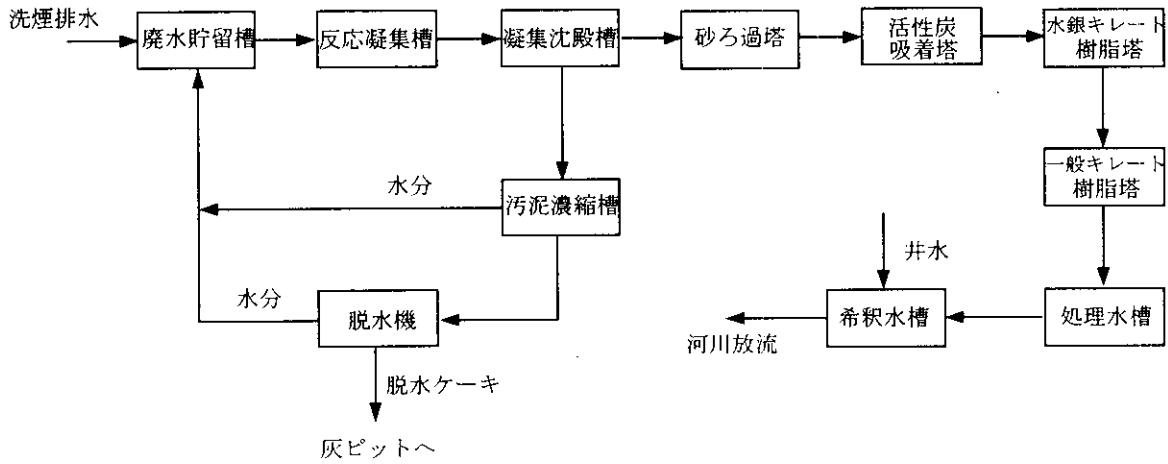 洗煙排水
廃水貯留槽
反応凝集槽
凝集沈殿槽
砂ろ過塔
活性炭
吸着塔
水銀キレート
樹脂塔
一般キレート
樹脂塔
水分
汚泥濃縮槽
井水
水分
脱水機
希釈水槽
処理水槽
河川放流
脱水ケーキ
灰ピットへ